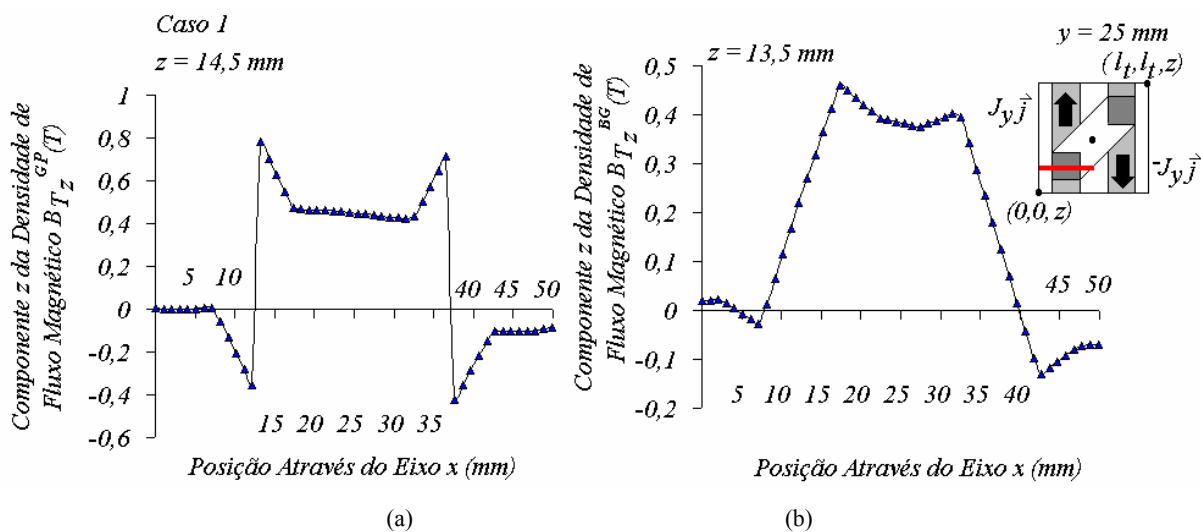 Caso 1
z = 14,5 mm
Componente z da Densidade de
Fluxo Magnético B_{T_z}^{GP}(T)
1
0,8
0,6
0,4
0,2
0
-0,2
-0,4
-0,6
5 10 40 45 50
15 20 25 30 35
Posição Através do Eixo x (mm)
(a)
z = 13,5 mm
Componente z da Densidade de
Fluxo Magnético B_{T_z}^{BG}(T)
0,5
0,4
0,3
0,2
0,1
0
-0,1
-0,2
45 50
5 10 15 20 25 30 35 40
Posição Através do Eixo x (mm)
(b)
y = 25 mm
(l_t,l_t,z)
J_y j⃗
-J_y j⃗
(0,0,z)